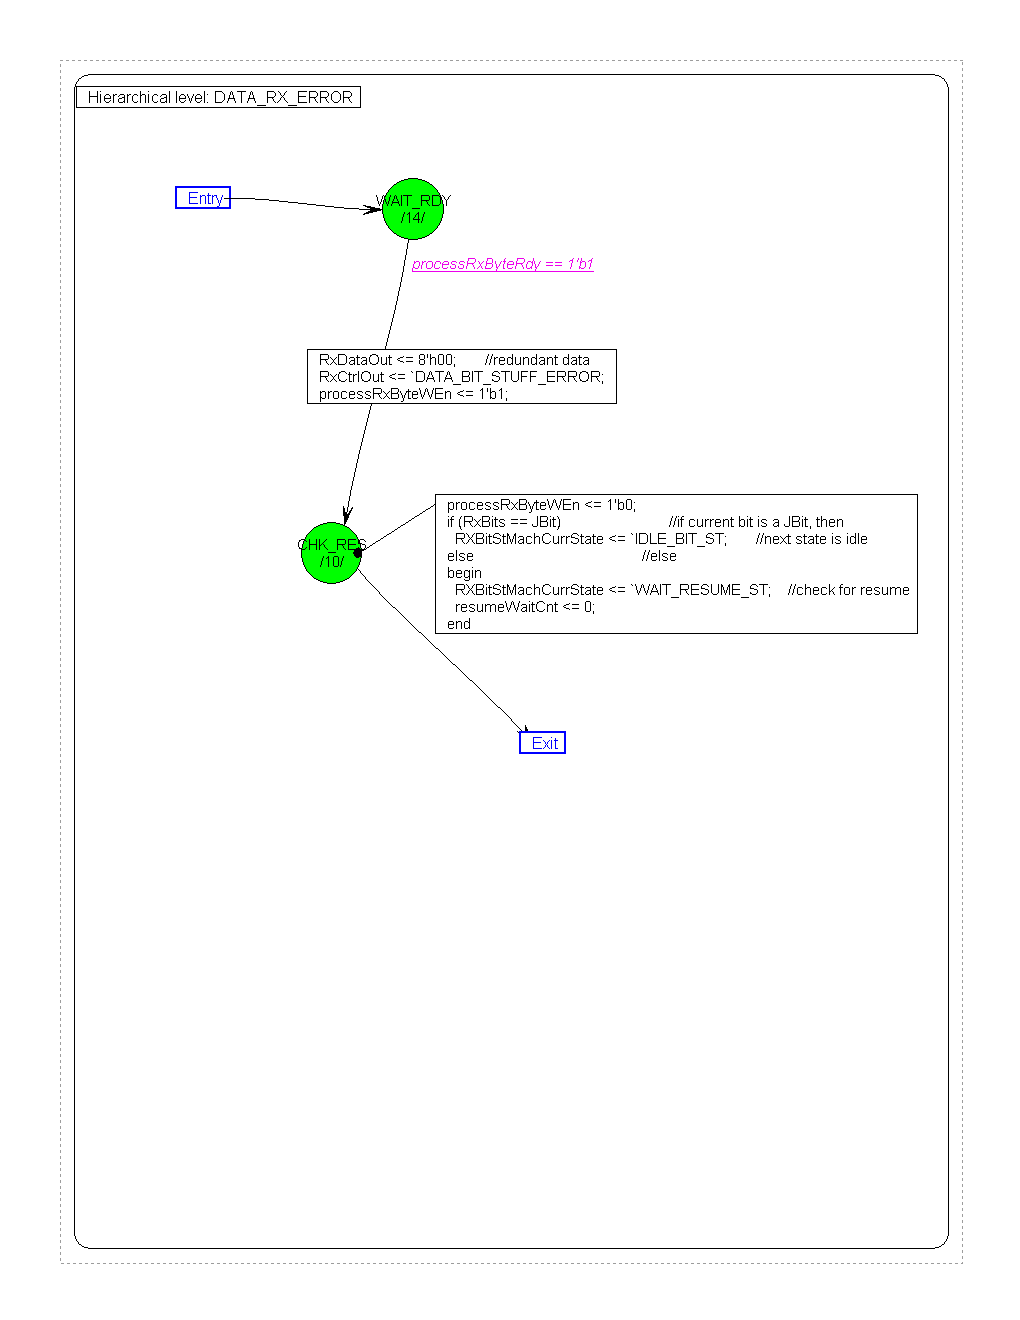 Hierarchical level: DATA_RX_ERROR
Entry
WAIT_RDY
/14/
processRxByteRdy == 1'b1
RxDataOut <= 8'h00; //redundant data
RxCtrlOut <= `DATA_BIT_STUFF_ERROR;
processRxByteWEn <= 1'b1;
processRxByteWEn <= 1'b0;
if (RxBits == JBit) //if current bit is a JBit, then
RXBitStMachCurrState <= `IDLE_BIT_ST; //next state is idle
else //else
begin
RXBitStMachCurrState <= `WAIT_RESUME_ST; //check for resume
resumeWaitCnt <= 0;
end
CHK_RES
/10/
Exit